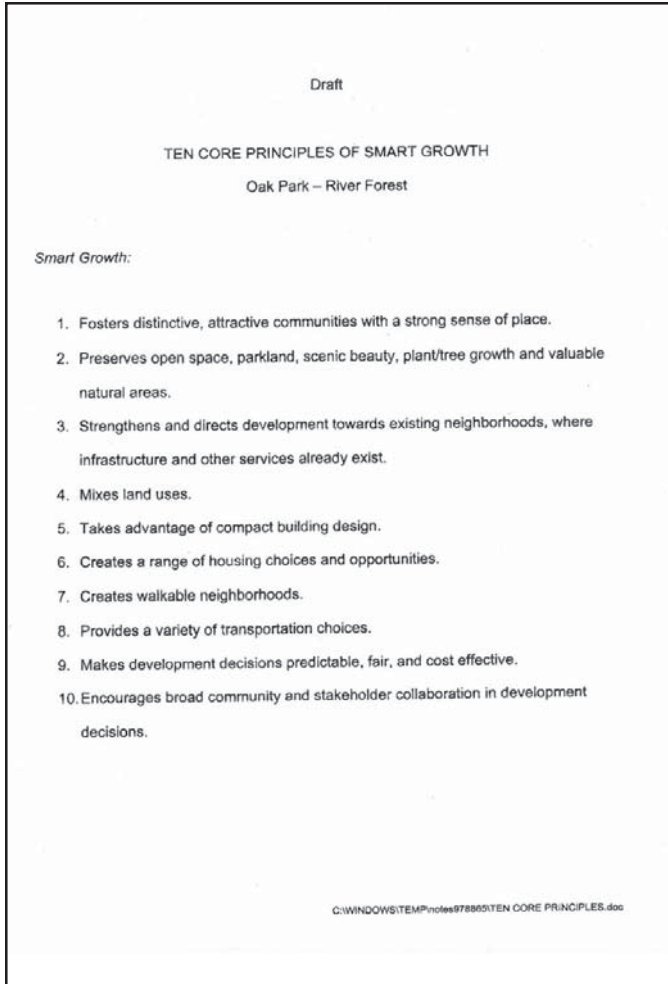 Draft
TEN CORE PRINCIPLES OF SMART GROWTH
Oak Park – River Forest
Smart Growth:
1. Fosters distinctive, attractive communities with a strong sense of place.
2. Preserves open space, parkland, scenic beauty, plant/tree growth and valuable
natural areas.
3. Strengthens and directs development towards existing neighborhoods, where
infrastructure and other services already exist.
4. Mixes land uses.
5. Takes advantage of compact building design.
6. Creates a range of housing choices and opportunities.
7. Creates walkable neighborhoods.
8. Provides a variety of transportation choices.
9. Makes development decisions predictable, fair, and cost effective.
10. Encourages broad community and stakeholder collaboration in development
decisions.
C:\WINDOWS\TEMP\notes978865\TEN CORE PRINCIPLES.doc